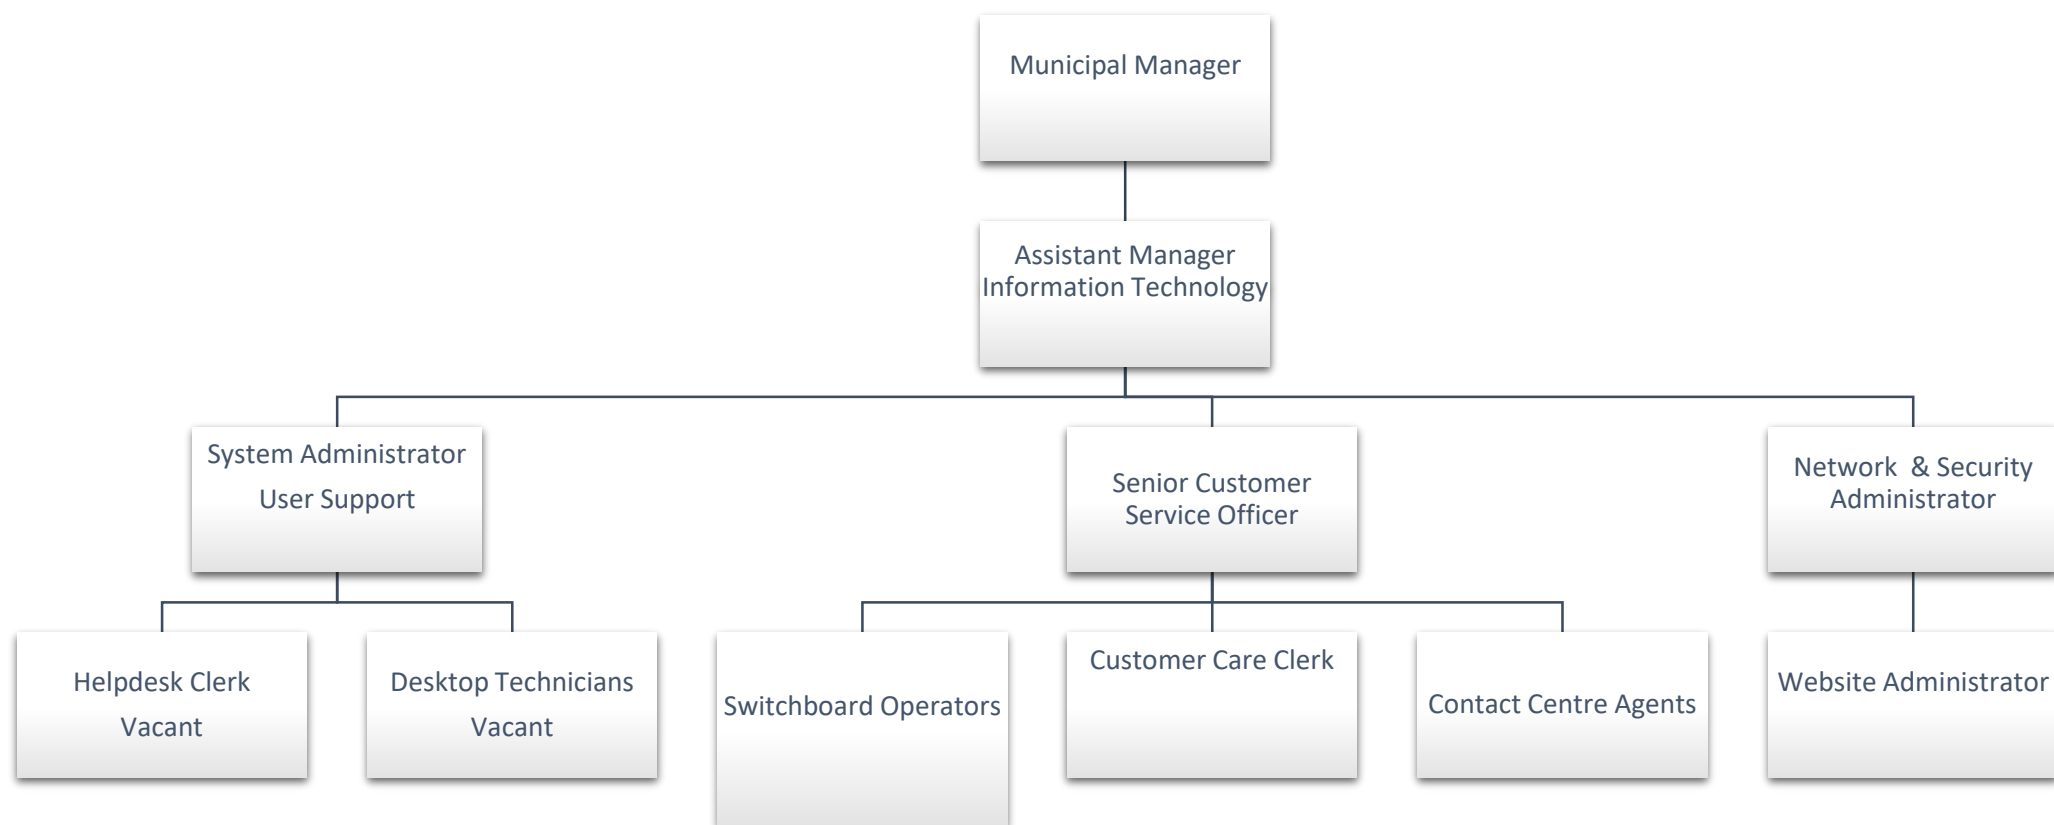 Municipal Manager
Assistant Manager
Information Technology
System Administrator
User Support
Senior Customer
Service Officer
Network & Security
Administrator
Helpdesk Clerk
Vacant
Desktop Technicians
Vacant
Switchboard Operators
Customer Care Clerk
Contact Centre Agents
Website Administrator